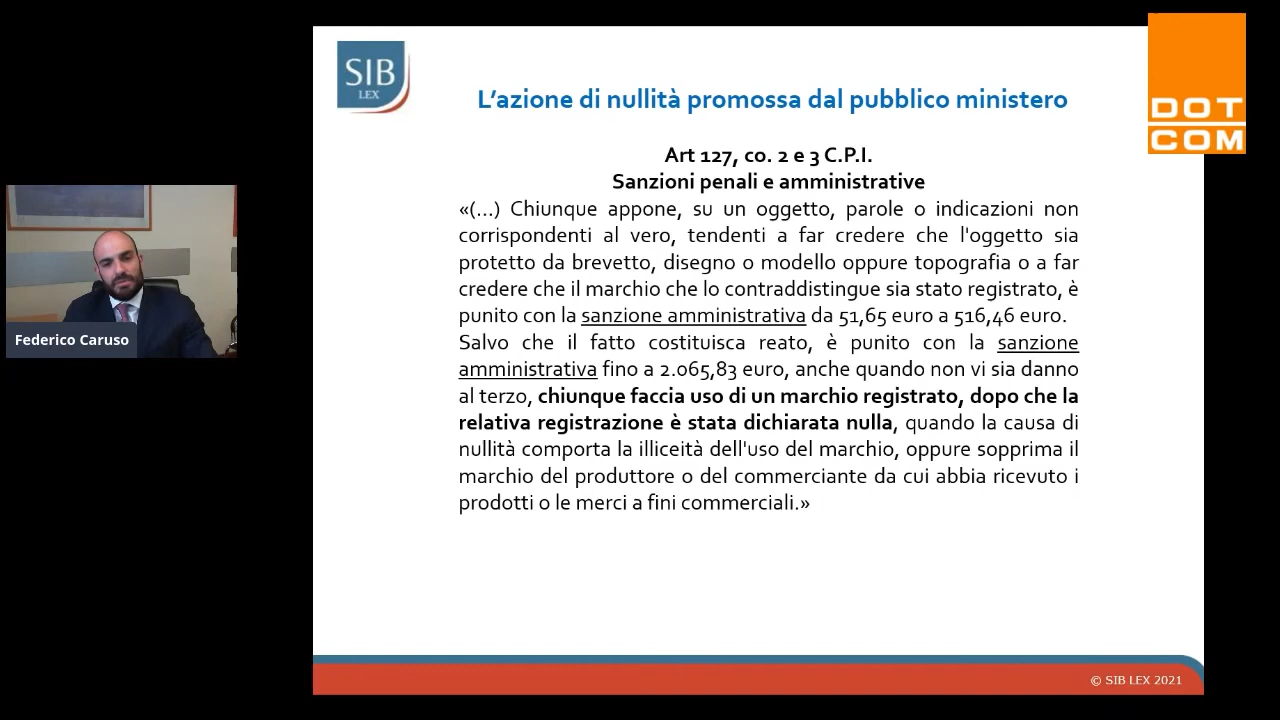 SIB
LEX
L’azione di nullità promossa dal pubblico ministero
DOT
COM
Art 127, co. 2 e 3 C.P.I.
Sanzioni penali e amministrative
«(...) Chiunque appone, su un oggetto, parole o indicazioni non
corrispondenti al vero, tendenti a far credere che l'oggetto sia
protetto da brevetto, disegno o modello oppure topografia o a far
credere che il marchio che lo contraddistingue sia stato registrato, è
punito con la sanzione amministrativa da 51,65 euro a 516,46 euro.
Salvo che il fatto costituisca reato, è punito con la sanzione
amministrativa fino a 2.065,83 euro, anche quando non vi sia danno
al terzo, chiunque faccia uso di un marchio registrato, dopo che la
relativa registrazione è stata dichiarata nulla, quando la causa di
nullità comporta la illiceità dell'uso del marchio, oppure sopprima il
marchio del produttore o del commerciante da cui abbia ricevuto i
prodotti o le merci a fini commerciali.»
Federico Caruso
© SIB LEX 2021